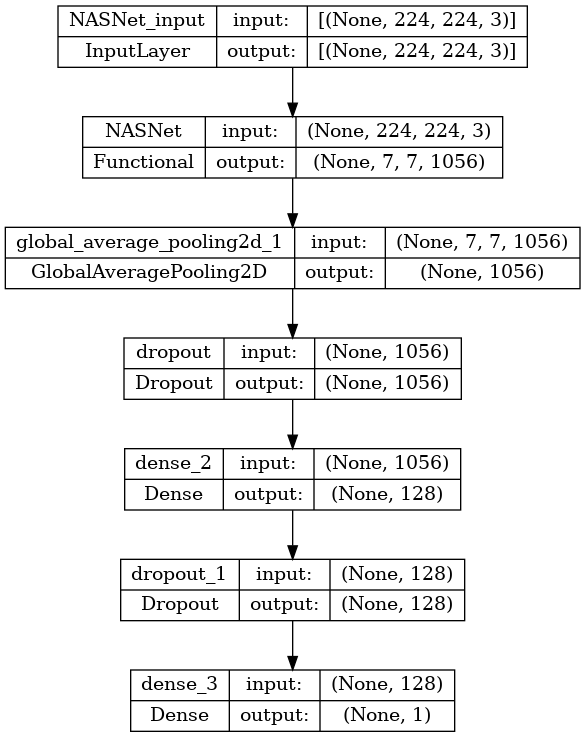 NASNet_input input: [(None, 224, 224, 3)]
InputLayer output: [(None, 224, 224, 3)]
NASNet input: (None, 224, 224, 3)
Functional output: (None, 7, 7, 1056)
global_average_pooling2d_1 input: (None, 7, 7, 1056)
GlobalAveragePooling2D output: (None, 1056)
dropout input: (None, 1056)
Dropout output: (None, 1056)
dense_2 input: (None, 1056)
Dense output: (None, 128)
dropout_1 input: (None, 128)
Dropout output: (None, 128)
dense_3 input: (None, 128)
Dense output: (None, 1)